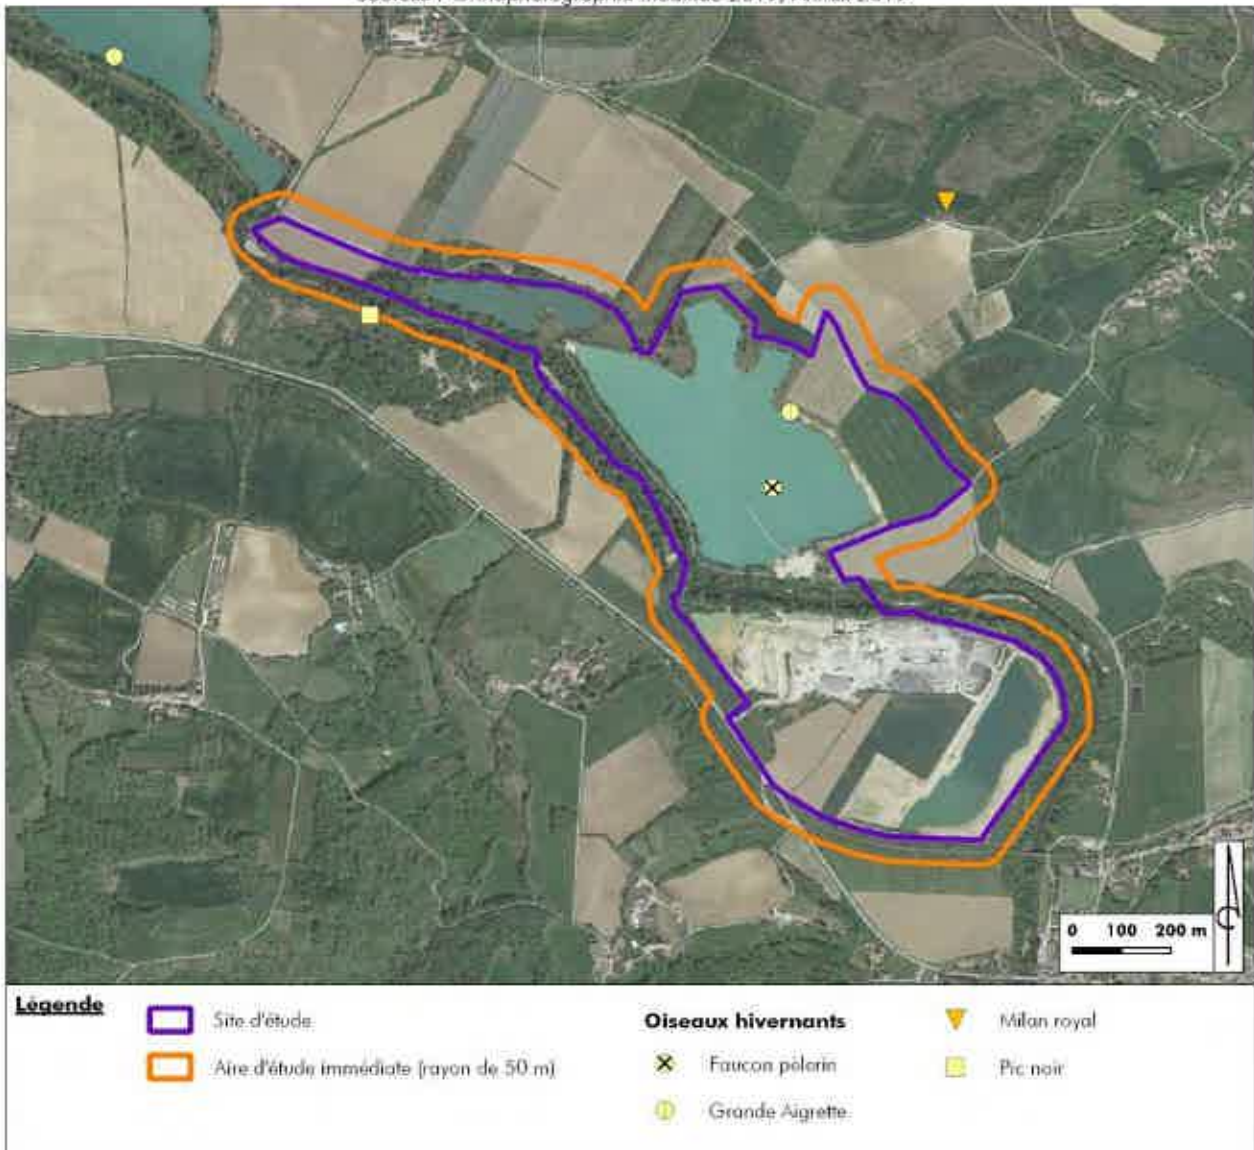 0 100 200 m
Légende
Site d'étude
Aire d'étude immédiate (rayon de 50 m)
Oiseaux hivernants
Faucon pèlerin
Grande Aigrette
Milan royal
Pic noir